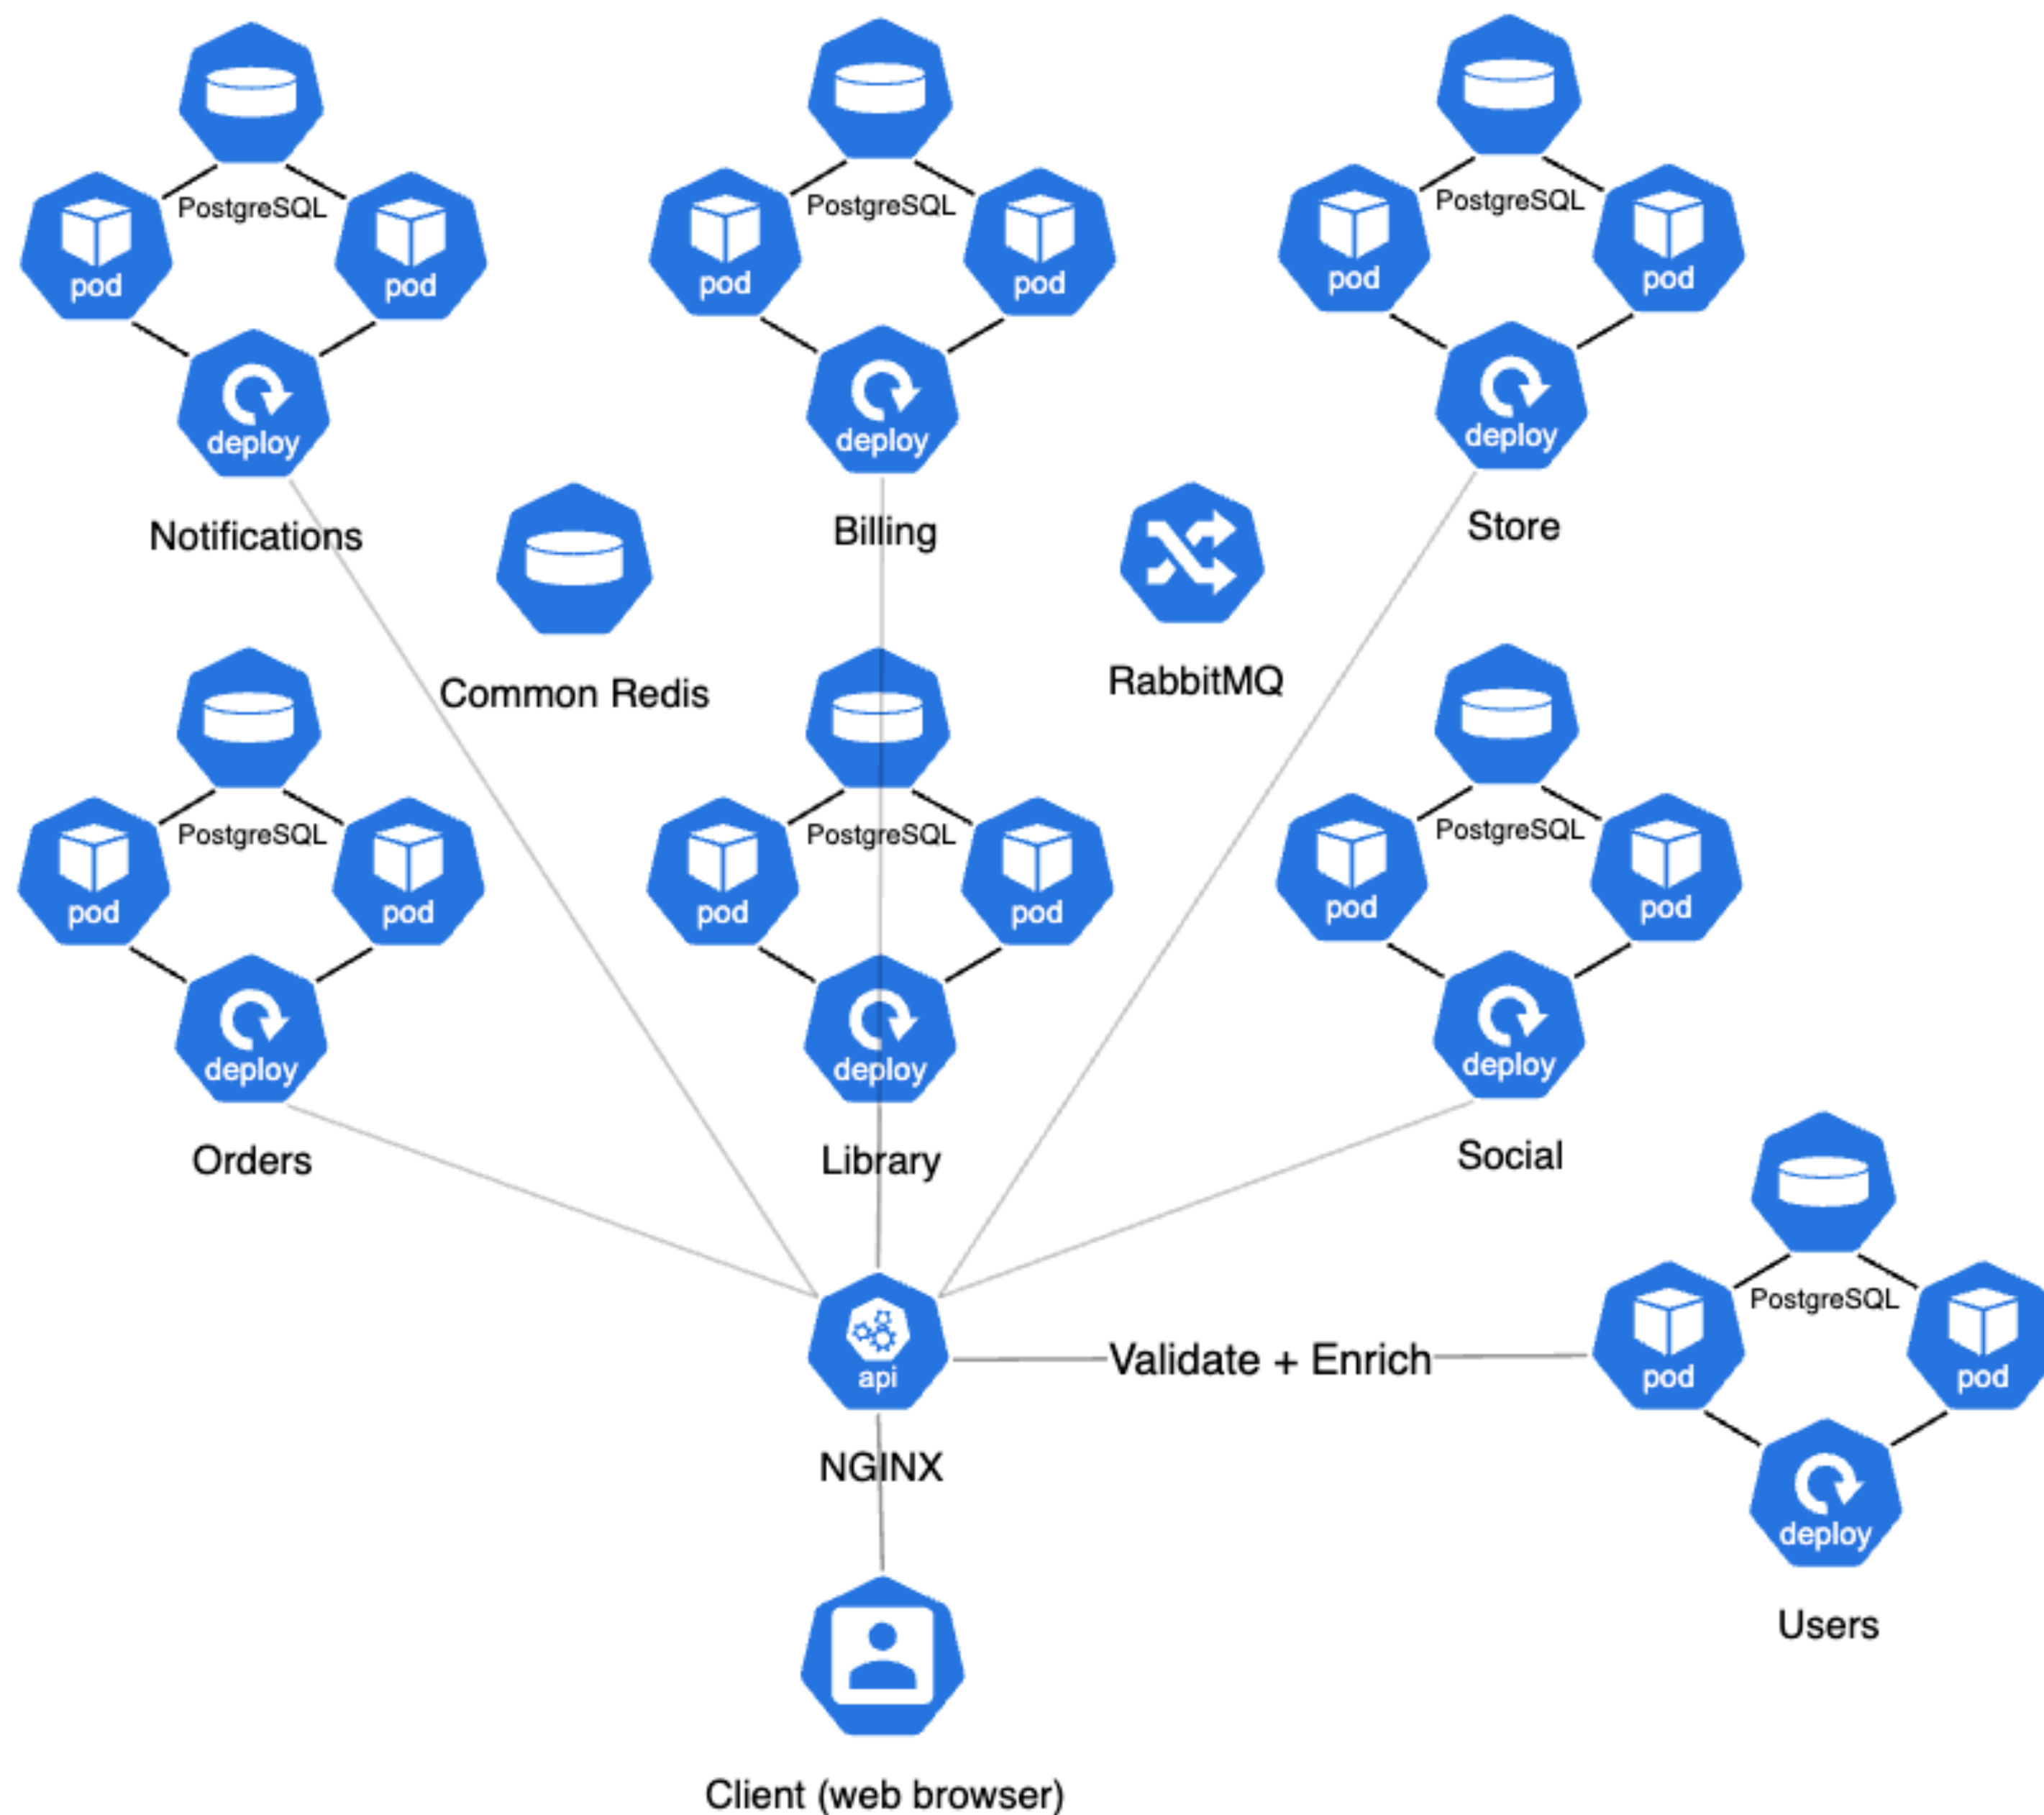 PostgreSQL
pod
pod
deploy
Notifications
PostgreSQL
pod
pod
deploy
Billing
PostgreSQL
pod
pod
deploy
Store
Common Redis
RabbitMQ
PostgreSQL
pod
pod
deploy
Orders
PostgreSQL
pod
pod
deploy
Library
PostgreSQL
pod
pod
deploy
Social
api
NGINX
Validate + Enrich
PostgreSQL
pod
pod
deploy
Users
Client (web browser)